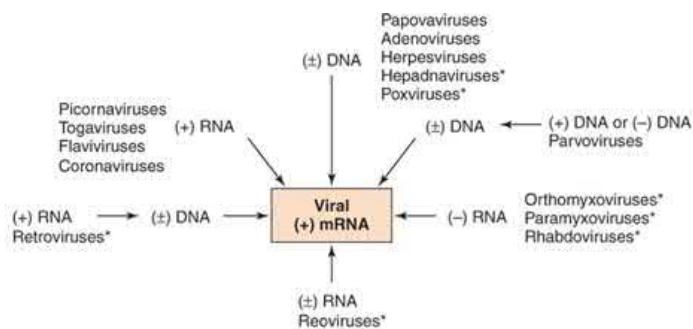 Papovaviruses
Adenoviruses
Herpesviruses
Hepadnaviruses*
Poxviruses*
(±) DNA
Picornaviruses
Togaviruses
Flaviviruses
Coronaviruses
(+) RNA
(±) DNA
(+) DNA or (–) DNA
Parvoviruses
Viral
(+) mRNA
(+) RNA
Retroviruses*
(±) DNA
(–) RNA
Orthomyxoviruses*
Paramyxoviruses*
Rhabdoviruses*
(±) RNA
Reoviruses*